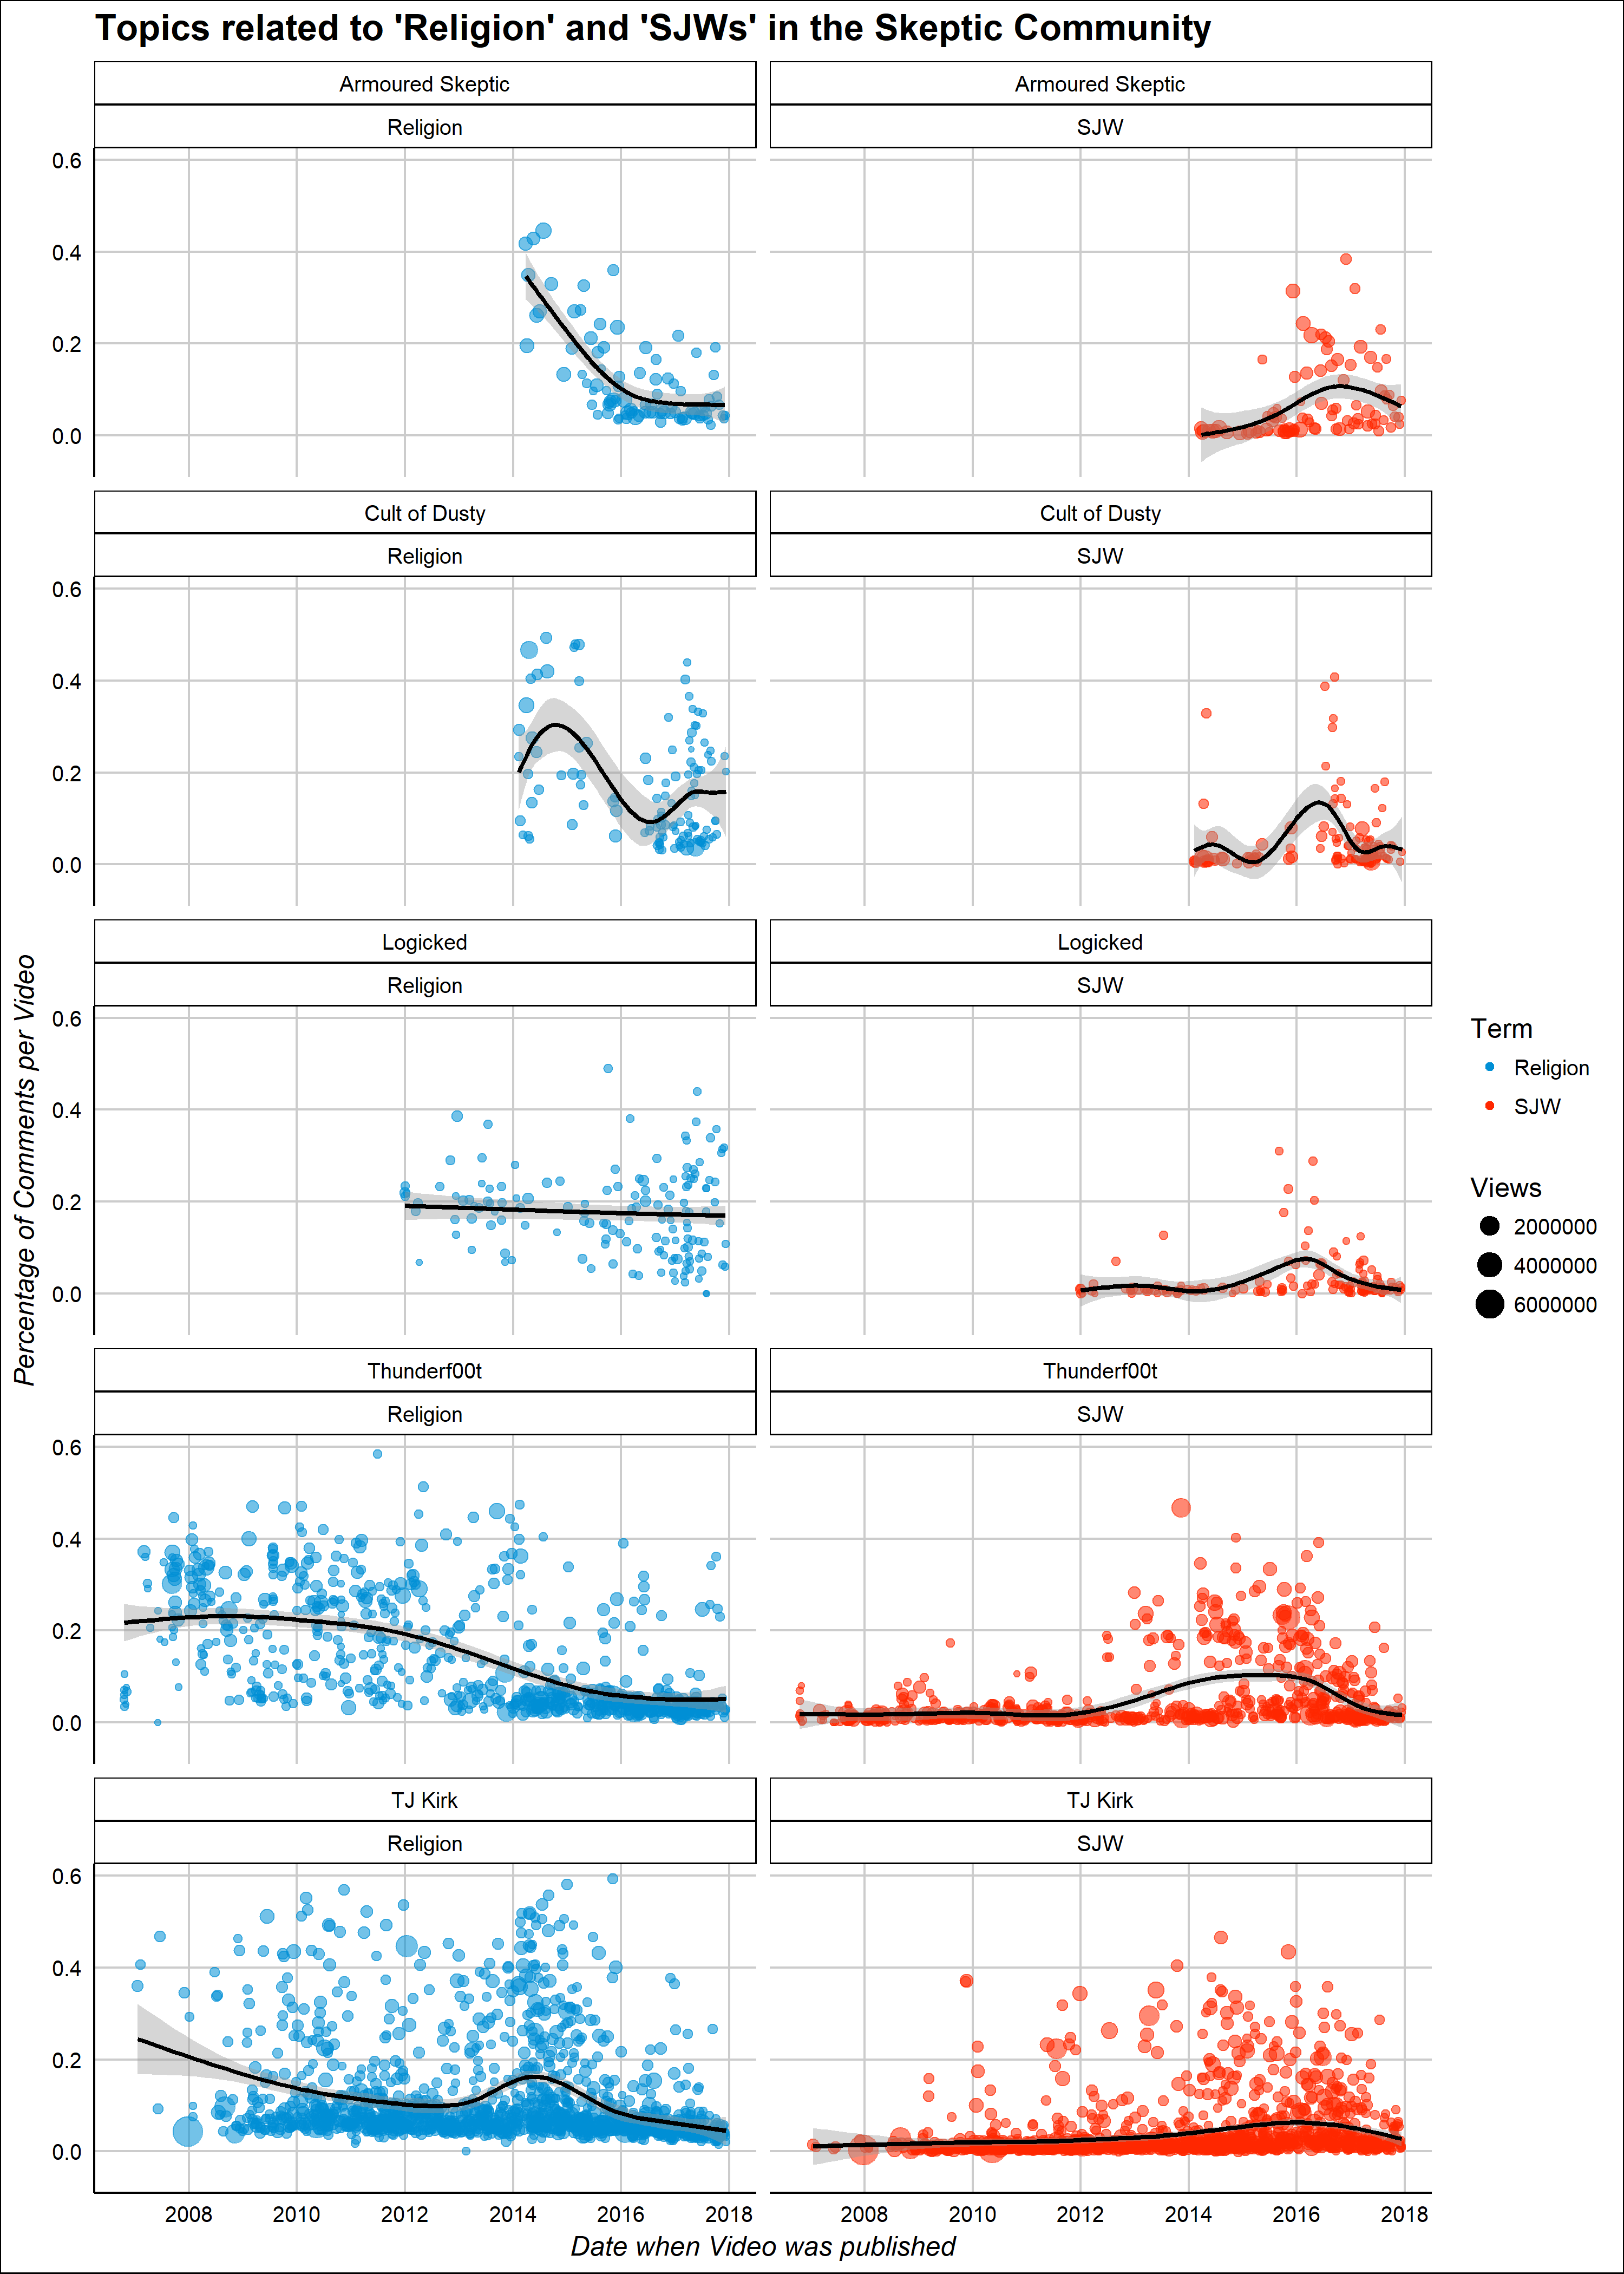 Topics related to 'Religion' and 'SJWs' in the Skeptic Community
Armoured Skeptic
Armoured Skeptic
Religion
SJW
0.6
0.4
0.2
0.0
Cult of Dusty
Cult of Dusty
Religion
SJW
0.6
0.4
0.2
0.0
Logicked
Logicked
Religion
SJW
0.6
0.4
0.2
0.0
Thunderf00t
Thunderf00t
Religion
SJW
0.6
0.4
0.2
0.0
TJ Kirk
TJ Kirk
Religion
SJW
0.6
0.4
0.2
0.0
2008 2010 2012 2014 2016 2018
2008 2010 2012 2014 2016 2018
Date when Video was published
Percentage of Comments per Video
Term
Religion
SJW
Views
2000000
4000000
6000000